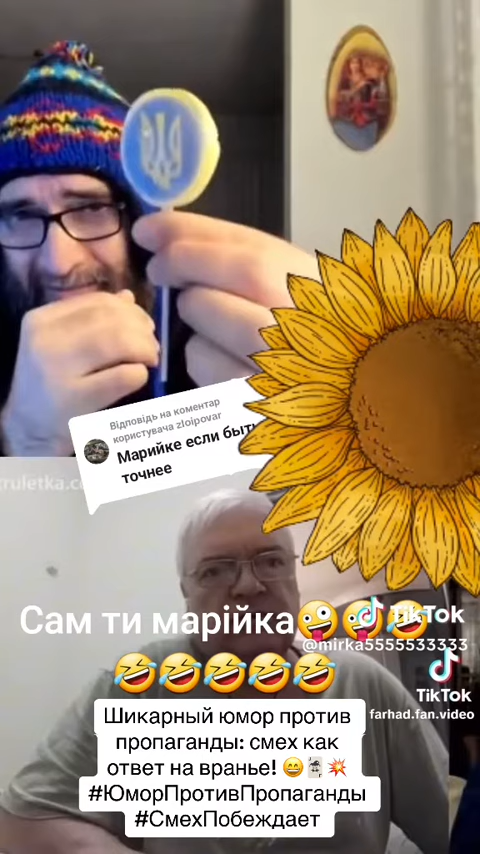 Відповідь на коментар
користувача zloipovar
Марийке если быть
точнее
ruletka.c
Сам ти марійка🤪🤪🤣
TikTok
@mirka5555533333
🤣🤣🤣🤣🤣
TikTok
farhad.fan.video
Шикарный юмор против
пропаганды: смех как
ответ на вранье! 😄🃏💥
#ЮморПротивПропаганды
#СмехПобеждает